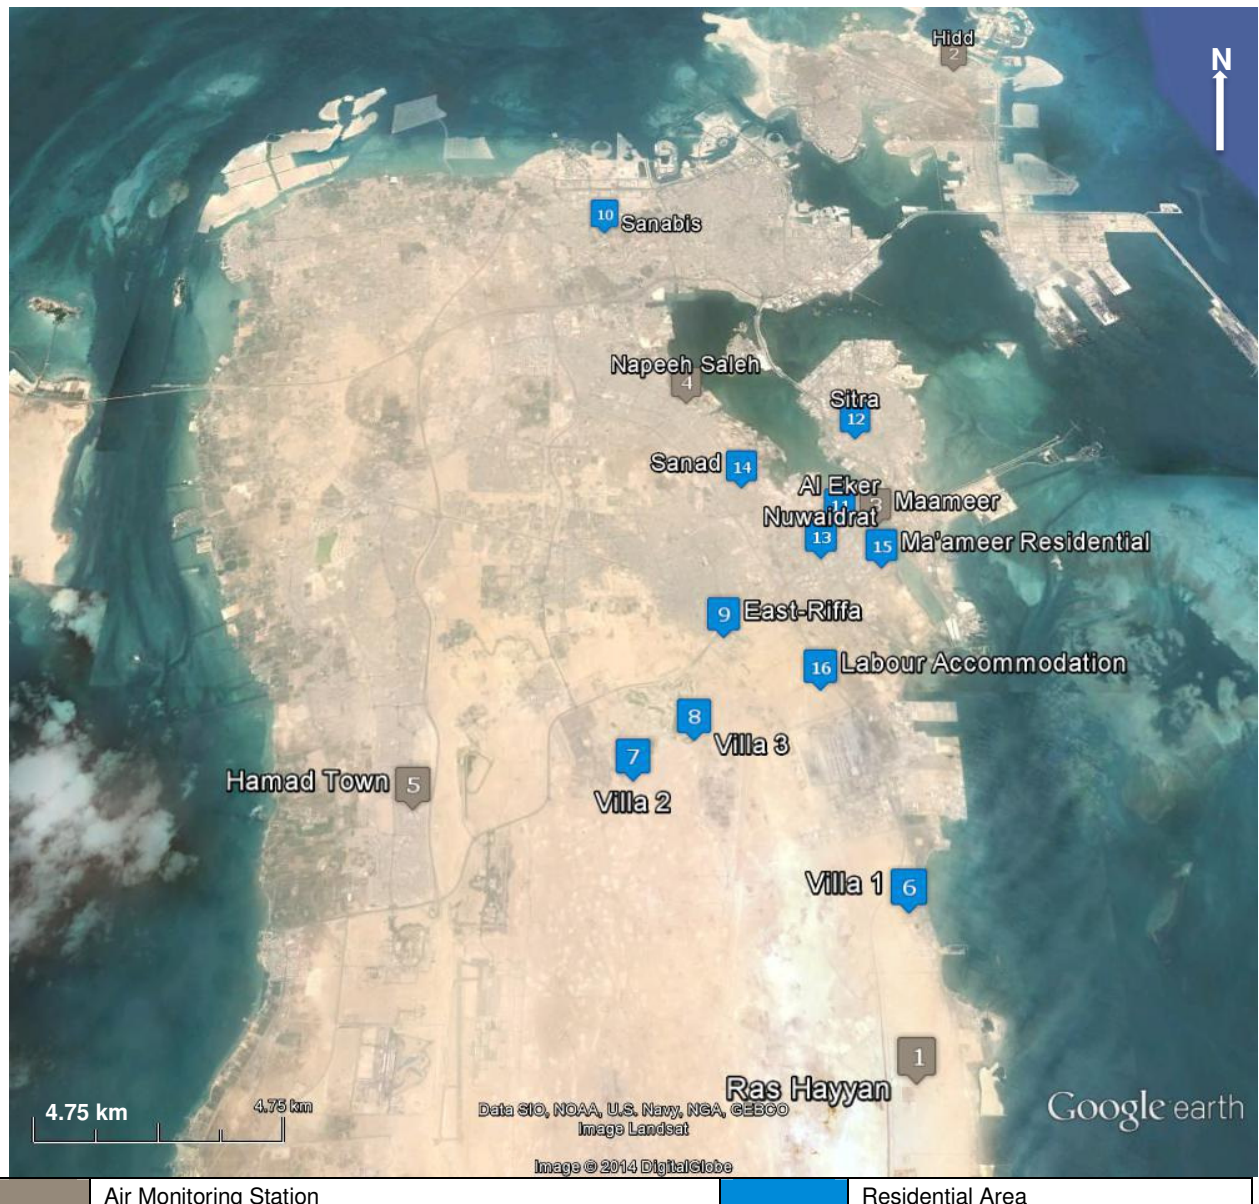 Hidd
2
N
10
Sanabis
Napeeh Saleh
4
Sitra
12
Sanad
14
Al Eker
11
3
Maameer
Nuwaidrat
13
15
Ma'ameer Residential
9
East-Riffa
16
Labour Accommodation
8
Villa 3
7
Villa 2
Hamad Town
5
Villa 1
6
1
Ras Hayyan
4.75 km
4.75 km
Data SIO, NOAA, U.S. Navy, NGA, GEBCO
Image Landsat
Image © 2014 DigitalGlobe
Google earth
Air Monitoring Station
Residential Area